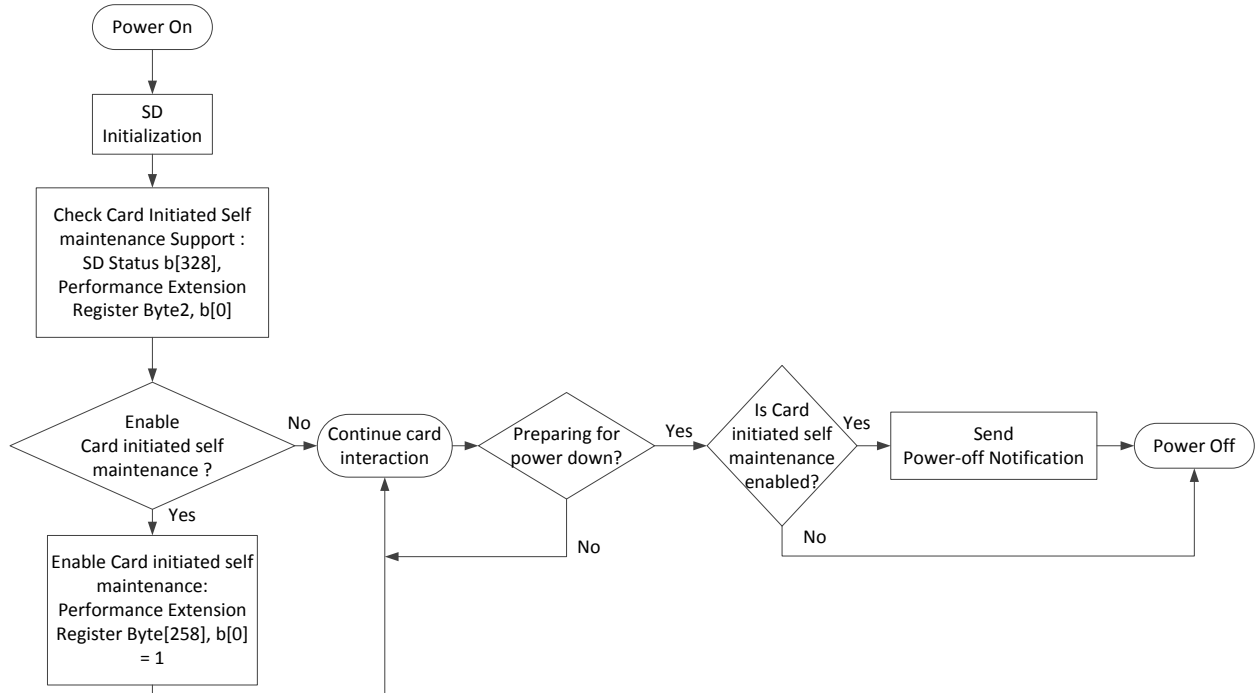 Power On
SD
Initialization
Check Card Initiated Self
maintenance Support :
SD Status b[328],
Performance Extension
Register Byte2, b[0]
Enable
Card initiated self
maintenance ?
No
Yes
Enable Card initiated self
maintenance:
Performance Extension
Register Byte[258], b[0]
= 1
Continue card
interaction
Preparing for
power down?
Yes
No
Is Card
initiated self
maintenance
enabled?
Yes
No
Send
Power-off Notification
Power Off